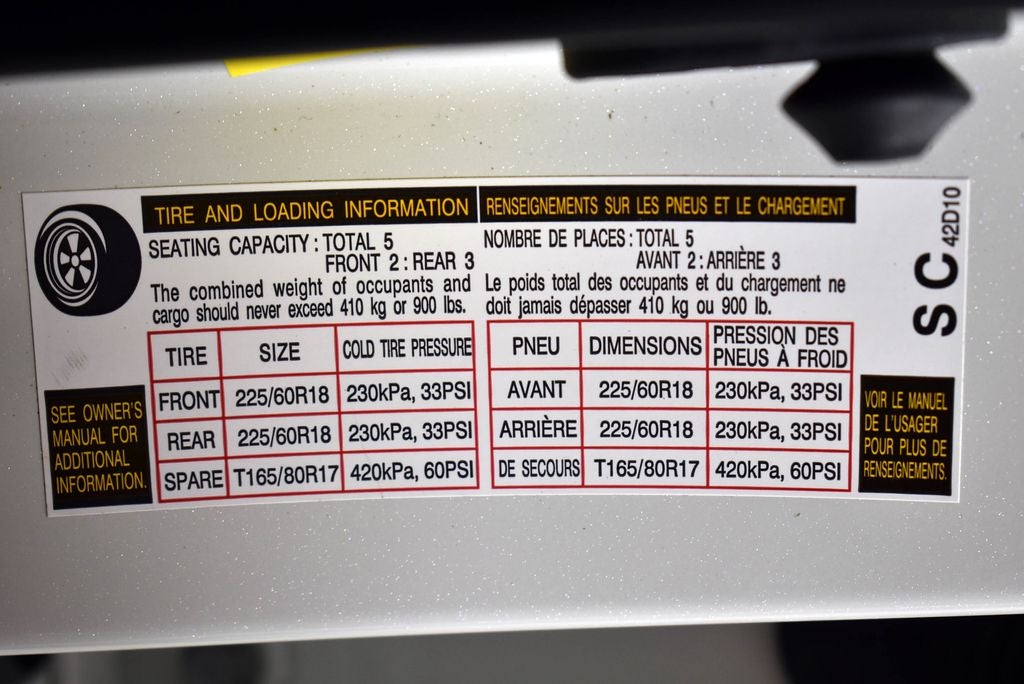 TIRE AND LOADING INFORMATION
SEATING CAPACITY : TOTAL 5
FRONT 2 : REAR 3
The combined weight of occupants and
cargo should never exceed 410 kg or 900 lbs.
TIRE SIZE COLD TIRE PRESSURE
FRONT 225/60R18 230kPa, 33PSI
REAR 225/60R18 230kPa, 33PSI
SPARE T165/80R17 420kPa, 60PSI
SEE OWNER'S
MANUAL FOR
ADDITIONAL
INFORMATION.
RENSEIGNEMENTS SUR LES PNEUS ET LE CHARGEMENT
NOMBRE DE PLACES : TOTAL 5
AVANT 2 : ARRIÈRE 3
Le poids total des occupants et du chargement ne
doit jamais dépasser 410 kg ou 900 lb.
PNEU DIMENSIONS PRESSION DES
PNEUS À FROID
AVANT 225/60R18 230kPa, 33PSI
ARRIÈRE 225/60R18 230kPa, 33PSI
DE SECOURS T165/80R17 420kPa, 60PSI
VOIR LE MANUEL
DE L'USAGER
POUR PLUS DE
RENSEIGNEMENTS.
S C 42D10